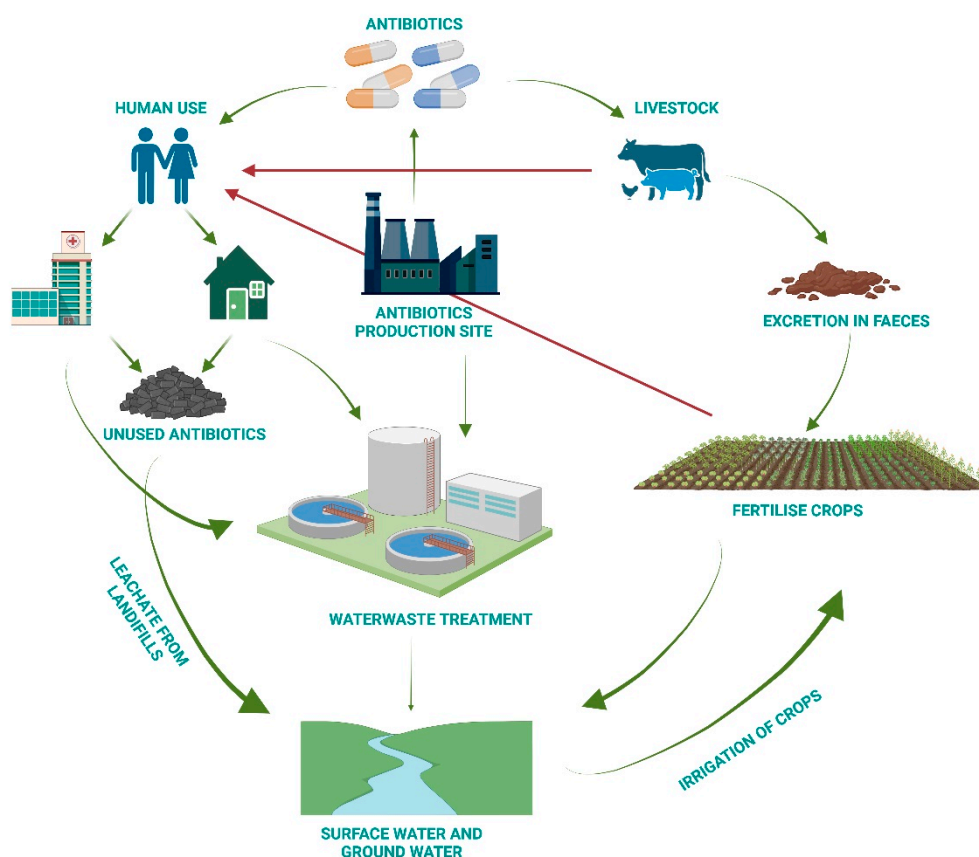 ANTIBIOTICS
HUMAN USE
LIVESTOCK
ANTIBIOTICS
PRODUCTION SITE
EXCRETION IN FAECES
UNUSED ANTIBIOTICS
FERTILISE CROPS
LEACHATE FROM
LANDFILLS
WATERWASTE TREATMENT
IRRIGATION OF CROPS
SURFACE WATER AND
GROUND WATER